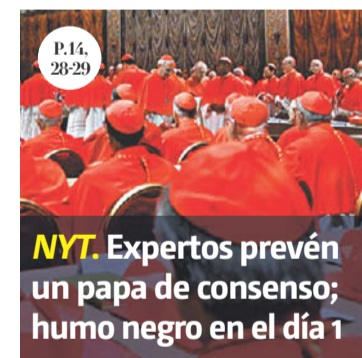 P.14,
28-29
NYT. Expertos prevén
un papa de consenso;
humo negro en el día 1